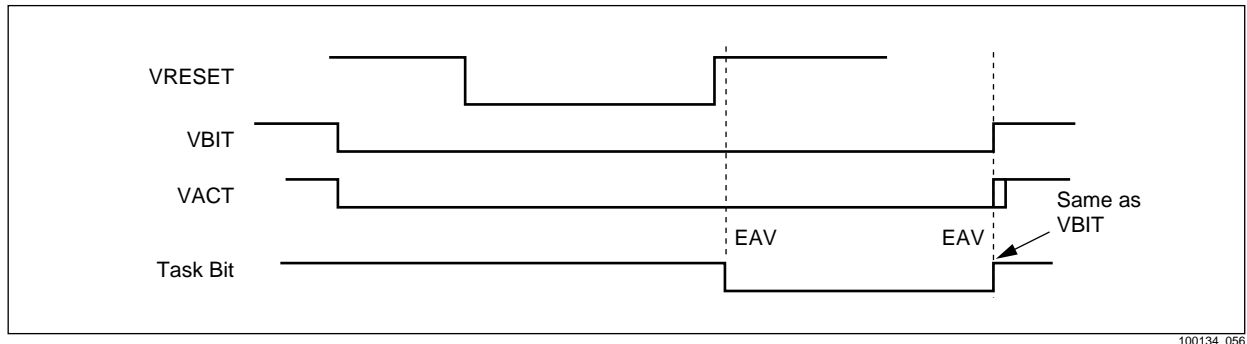 VRESET
VBIT
VACT
Same as
VBIT
EAV
EAV
Task Bit
100134_056